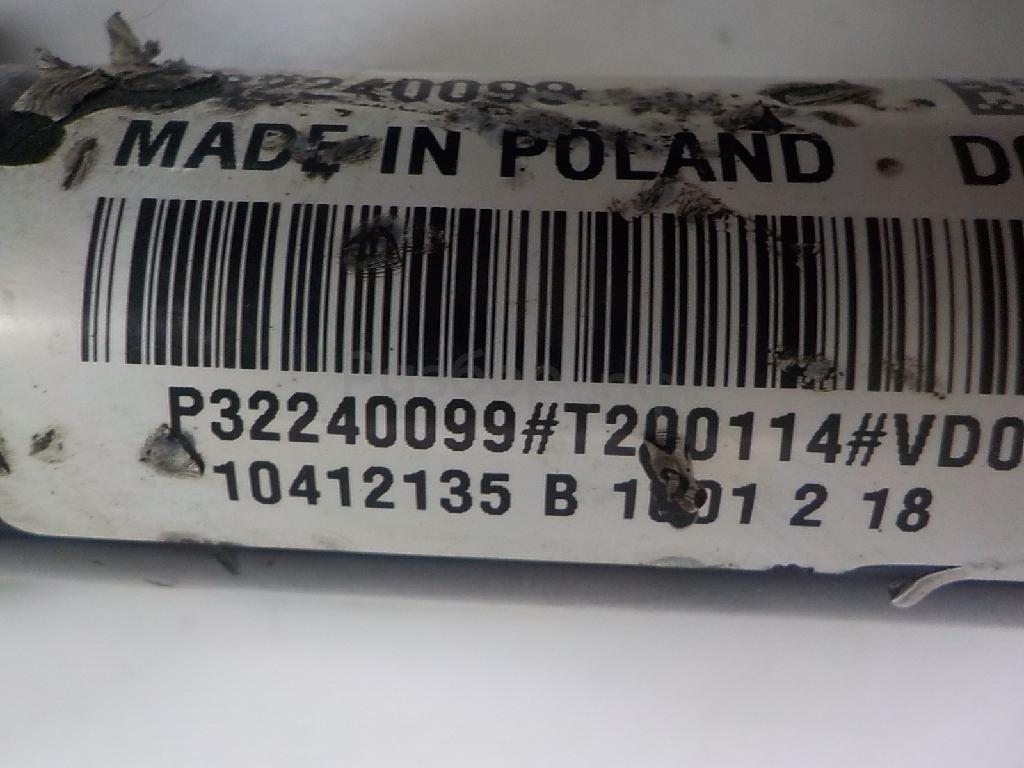 32240099
MADE IN POLAND
P32240099#T200114#VD0
10412135 B 2 18